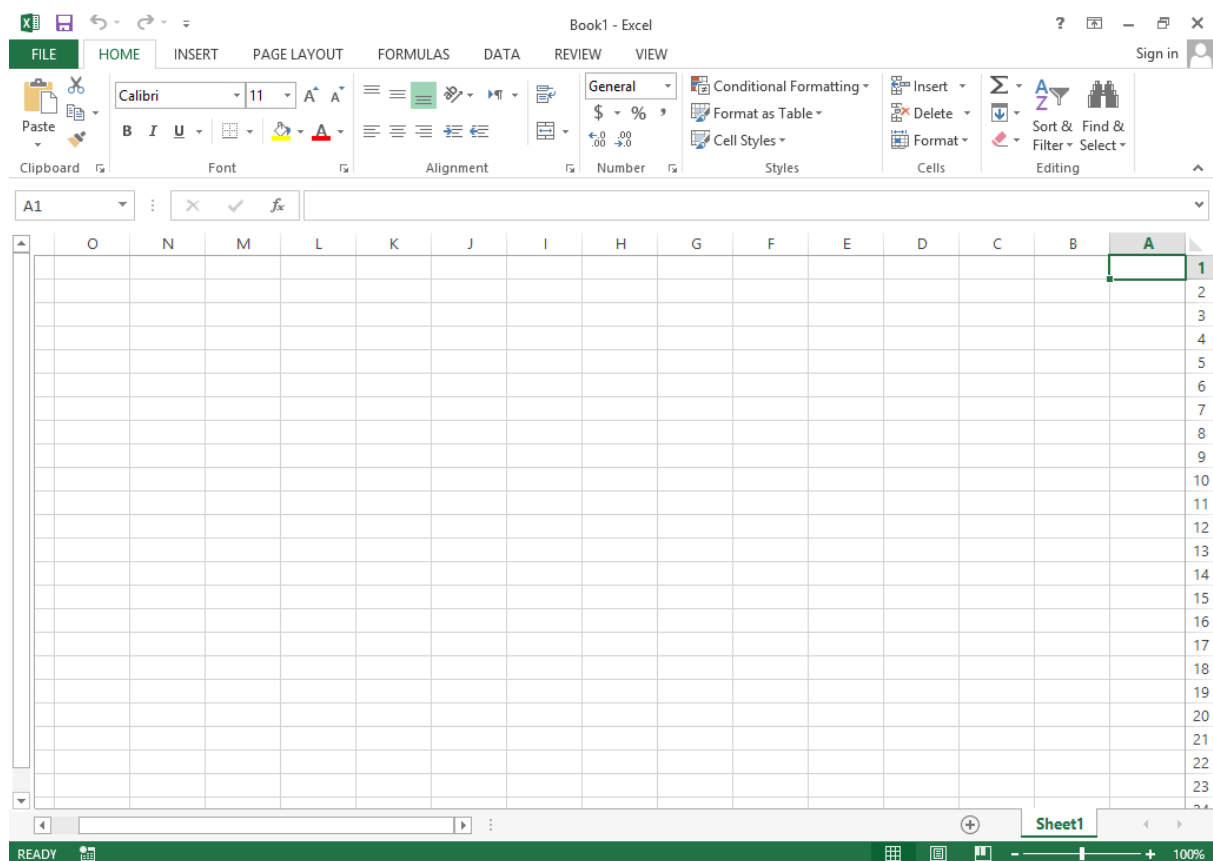 Book1 - Excel
FILE HOME INSERT PAGE LAYOUT FORMULAS DATA REVIEW VIEW Sign in
Calibri 11 General Conditional Formatting Insert
$ % , Format as Table Delete
Paste B I U A Cell Styles Format Sort & Filter Find & Select
Clipboard Font Alignment Number Styles Cells Editing
A1 fx
O N M L K J I H G F E D C B A
1
2
3
4
5
6
7
8
9
10
11
12
13
14
15
16
17
18
19
20
21
22
23
Sheet1
READY 100%